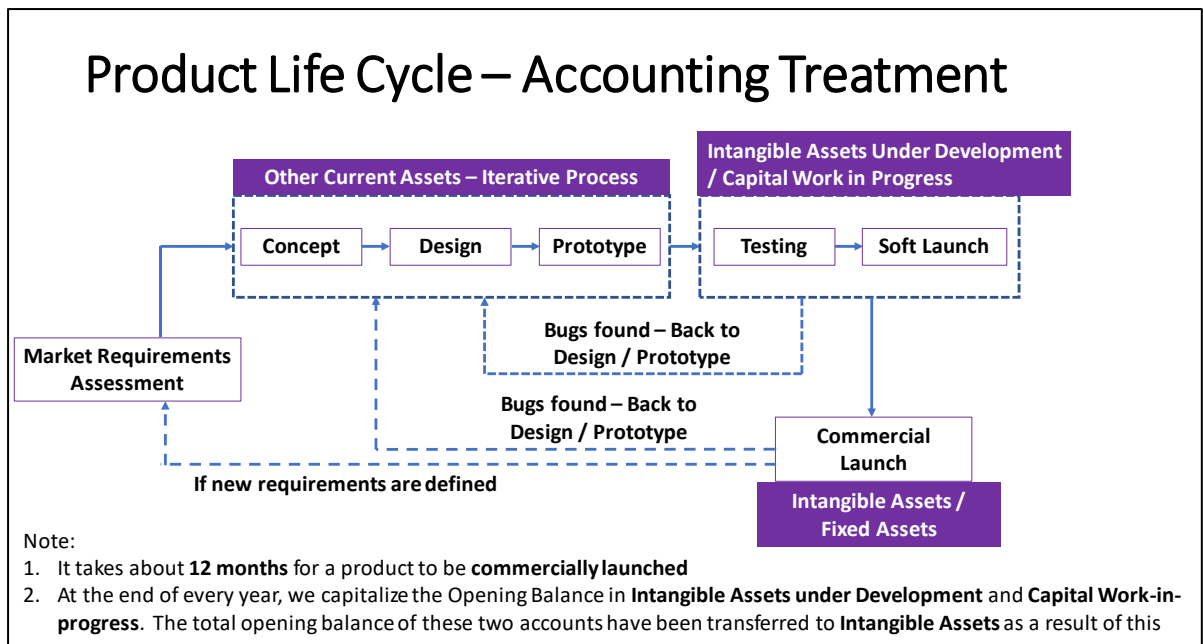 Product Life Cycle – Accounting Treatment
Other Current Assets – Iterative Process
Intangible Assets Under Development
/ Capital Work in Progress
Concept
Design
Prototype
Testing
Soft Launch
Market Requirements
Assessment
Bugs found – Back to
Design / Prototype
Bugs found – Back to
Design / Prototype
Commercial
Launch
If new requirements are defined
Intangible Assets /
Fixed Assets
Note:
1. It takes about 12 months for a product to be commercially launched
2. At the end of every year, we capitalize the Opening Balance in Intangible Assets under Development and Capital Work-in-
progress. The total opening balance of these two accounts have been transferred to Intangible Assets as a result of this